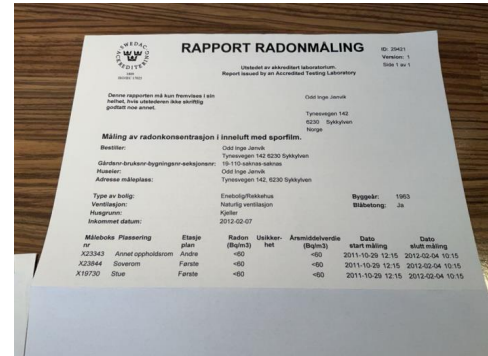 SWEDAC
ACKREDITERING
RAPPORT RADONMÅLING
ID: 29421
Version: 1
Side 1 av 1
Utstedet av akkreditert laboratorium.
Report issued by an Accredited Testing Laboratory
Denne rapporten må kun fremvises i sin
helhet, hvis utstederen ikke skriftlig
godtatt noe annet.
Odd Inge Jørvik
Tynesvegen 142
6230 Sykkylven
Norge
Måling av radonkonsentrasjon i inneluft med sporfilm.
Bestiller: Odd Inge Jørvik
Tynesvegen 142 6230 Sykkylven
Gårdsnr-bruksnr-bygningsnr-seksjonsnr: 19-110-saknas-saknas
Huseier: Odd Inge Jørvik
Adresse måleplass: Tynesvegen 142, 6230 Sykkylven
Type av bolig: Enebolig/Rekkehus Byggeår: 1963
Ventilasjon: Naturlig ventilasjon Blåbetong: Ja
Husgrunn: Kjeller
Inkommet datum: 2012-02-07
Måleboks nr Plassering Etasje plan Radon (Bq/m3) Usikker-het Årsmiddelverdie (Bq/m3) Dato start måling Dato slutt måling
X23343 Annet oppholdsrom Andre <60 <60 2011-10-29 12:15 2012-02-04 10:15
X23844 Soverom Første <60 <60 2011-10-29 12:15 2012-02-04 10:15
X19730 Stue Første <60 <60 2011-10-29 12:15 2012-02-04 10:15